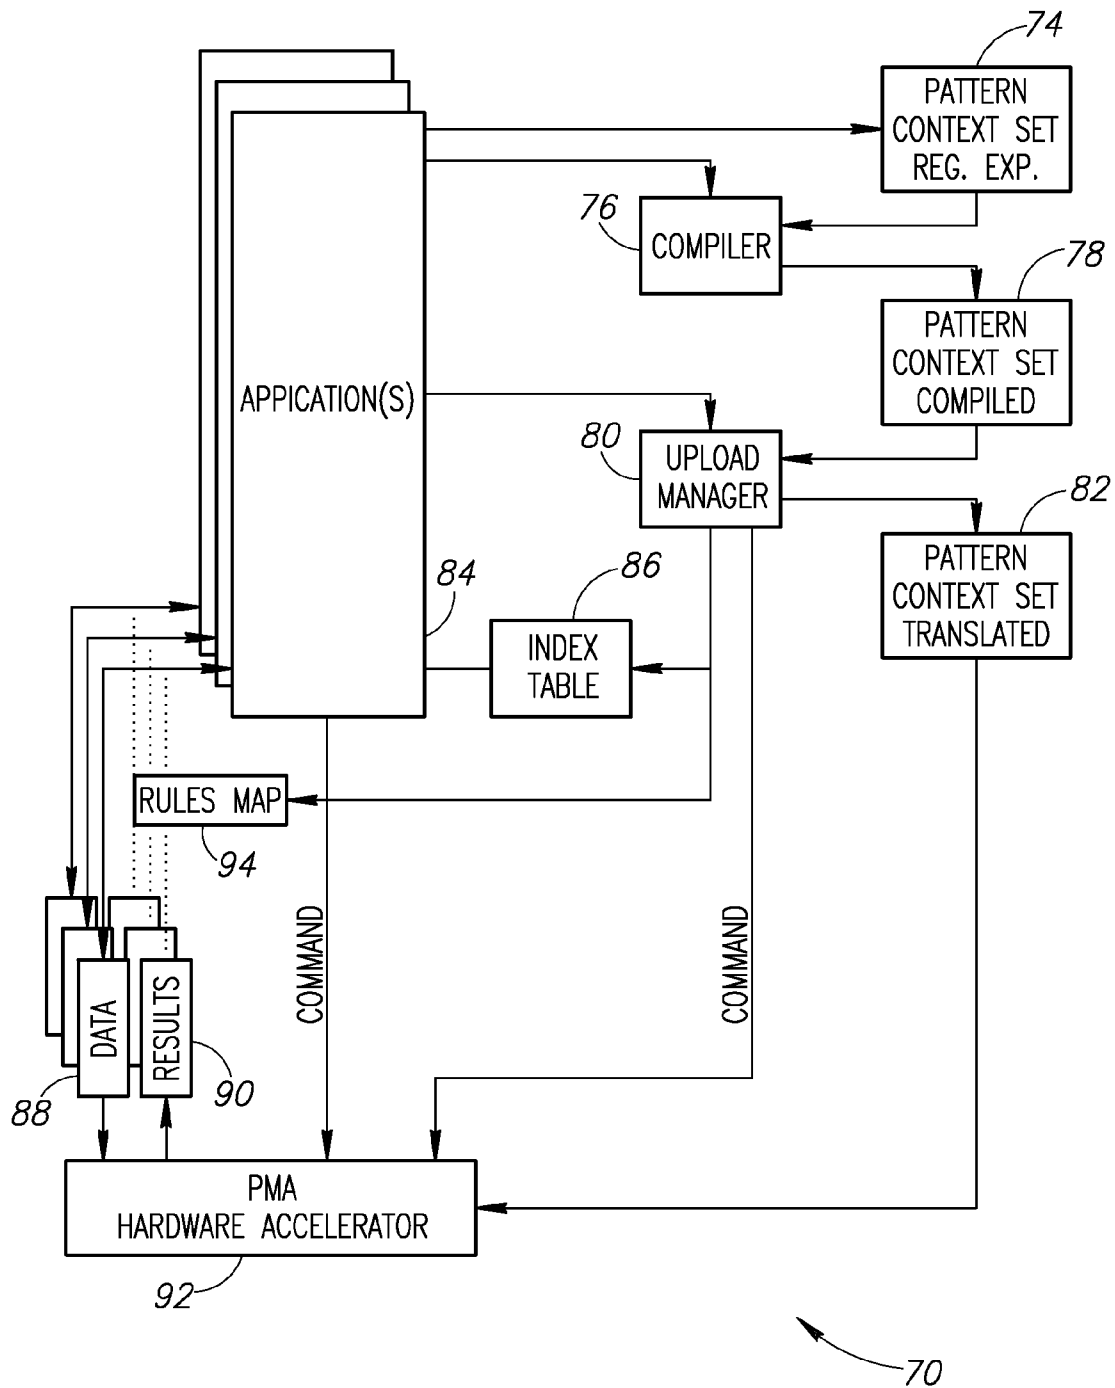 74
PATTERN
CONTEXT SET
REG. EXP.
76
COMPILER
78
PATTERN
CONTEXT SET
COMPILED
APPICATION(S)
80
UPLOAD
MANAGER
82
PATTERN
CONTEXT SET
TRANSLATED
84
86
INDEX
TABLE
RULES MAP
94
COMMAND
COMMAND
DATA
RESULTS
88
90
PMA
HARDWARE ACCELERATOR
92
70